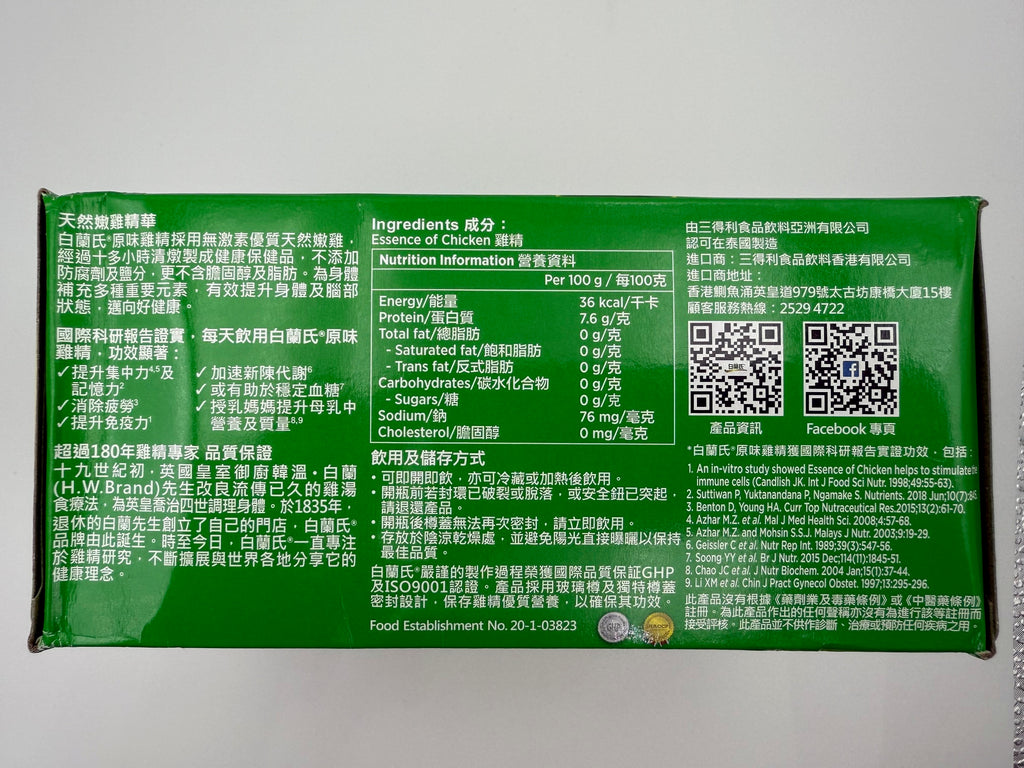 天然嫩雞精華
白蘭氏®原味雞精採用無激素優質天然嫩雞，
經過十多小時清燉製成健康保健品，不添加
防腐劑及鹽分，更不含膽固醇及脂肪。為身體
補充多種重要元素，有效提升身體及腦部
狀態，邁向好健康。
國際科研報告證實，每天飲用白蘭氏®原味
雞精，功效顯著：
✓提升集中力4,5及
記憶力2
✓消除疲勞3
✓提升免疫力1
✓加速新陳代謝6
✓或有助於穩定血糖7
✓授乳媽媽提升母乳中
營養及質量8,9
超過180年雞精專家 品質保證
十九世紀初，英國皇室御廚韓溫・白蘭
(H.W.Brand)先生改良流傳已久的雞湯
食療法，為英皇喬治四世調理身體。於1835年，
退休的白蘭先生創立了自己的門店，白蘭氏®
品牌由此誕生。時至今日，白蘭氏®一直專注
於雞精研究，不斷擴展與世界各地分享它的
健康理念。
Ingredients 成分：
Essence of Chicken 雞精
Nutrition Information 營養資料
Per 100 g / 每100克
Energy/能量 36 kcal/千卡
Protein/蛋白質 7.6 g/克
Total fat/總脂肪 0 g/克
- Saturated fat/飽和脂肪 0 g/克
- Trans fat/反式脂肪 0 g/克
Carbohydrates/碳水化合物 0 g/克
- Sugars/糖 0 g/克
Sodium/鈉 76 mg/毫克
Cholesterol/膽固醇 0 mg/毫克
飲用及儲存方式
• 可即開即飲，亦可冷藏或加熱後飲用。
• 開瓶前若封環已破裂或脫落，或安全鈕已突起，
請退還產品。
• 開瓶後樽蓋無法再次密封，請立即飲用。
• 存放於陰涼乾燥處，並避免陽光直接曝曬以保持
最佳品質。
白蘭氏®嚴謹的製作過程榮獲國際品質保証GHP
及ISO9001認證。產品採用玻璃樽及獨特樽蓋
密封設計，保存雞精優質營養，以確保其功效。
Food Establishment No. 20-1-03823
由三得利食品飲料亞洲有限公司
認可在泰國製造
進口商：三得利食品飲料香港有限公司
進口商地址：
香港鰂魚涌英皇道979號太古坊康橋大廈15樓
顧客服務熱線：2529 4722
白蘭氏
產品資訊
Facebook 專頁
*白蘭氏®原味雞精獲國際科研報告實證功效，包括：
1. An in-vitro study showed Essence of Chicken helps to stimulate the
immune cells (Candlish JK. Int J Food Sci Nutr. 1998;49:55-63).
2. Suttiwan P, Yuktanandana P, Ngamake S. Nutrients. 2018 Jun;10(7):
3. Benton D, Young HA. Curr Top Nutraceutical Res.2015;13(2):61-70.
4. Azhar M.Z. et al. Mal J Med Health Sci. 2008;4:57-68.
5. Azhar M.Z. and Mohsin S.S.J. Malays J Nutr. 2003;9:19-29.
6. Geissler C et al. Nutr Rep Int. 1989;39(3):547-56.
7. Soong YY et al. Br J Nutr. 2015 Dec;114(11):1845-51.
8. Chao JC et al. J Nutr Biochem. 2004 Jan;15(1):37-44.
9. Li XM et al. Chin J Pract Gynecol Obstet. 1997;13:295-296.
此產品沒有根據《藥劑業及毒藥條例》或《中醫藥條例》
註冊。為此產品作出的任何聲稱亦沒有為進行該等註冊而
接受評核。此產品並不供作診斷、治療或預防任何疾病之用。